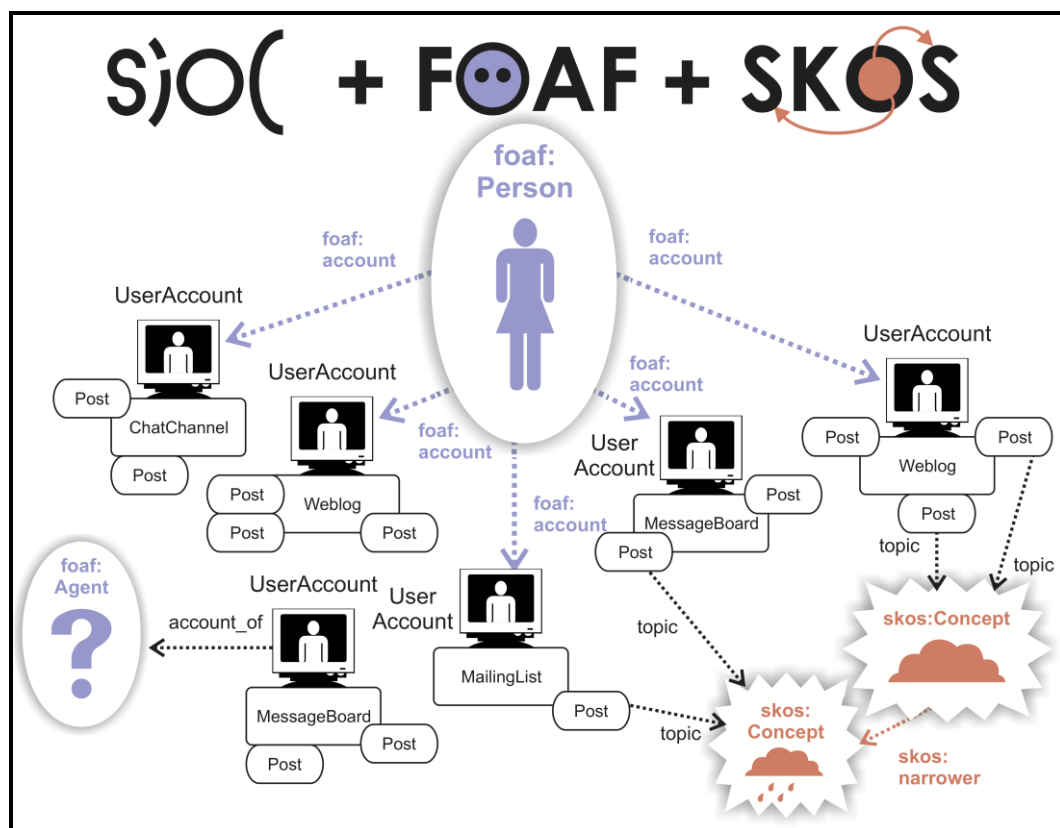 SIOC + FOAF + SKOS
foaf:
Person
foaf:
account
foaf:
account
UserAccount
UserAccount
UserAccount
foaf:
account
foaf:
account
Post
ChatChannel
Post
User
Account
Post
Weblog
Post
Post
Post
Weblog
Post
Post
Post
MessageBoard
Post
foaf:
account
topic
topic
foaf:
Agent
UserAccount
account_of
User
Account
topic
skos:Concept
MailingList
Post
topic
MessageBoard
Post
Post
skos:
Concept
skos:
narrower